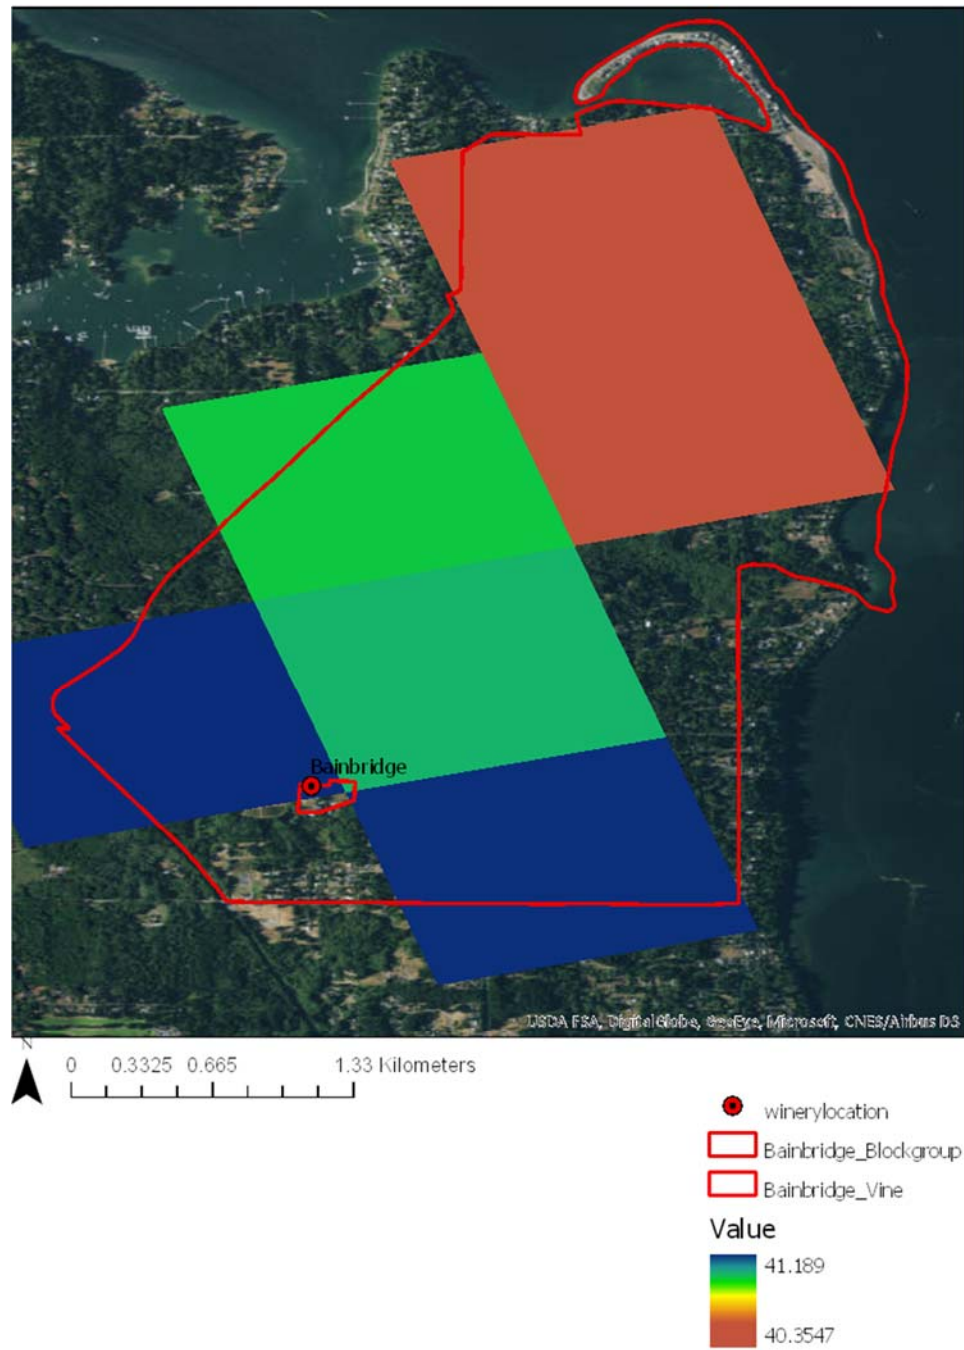 Bainbridge
USDA FSA, DigitalGlobe, GeoEye, Microsoft, CNES/Airbus DS
N
0 0.3325 0.665 1.33 Kilometers
winerylocation
Bainbridge_Blockgroup
Bainbridge_Vine
Value
41.189
40.3547